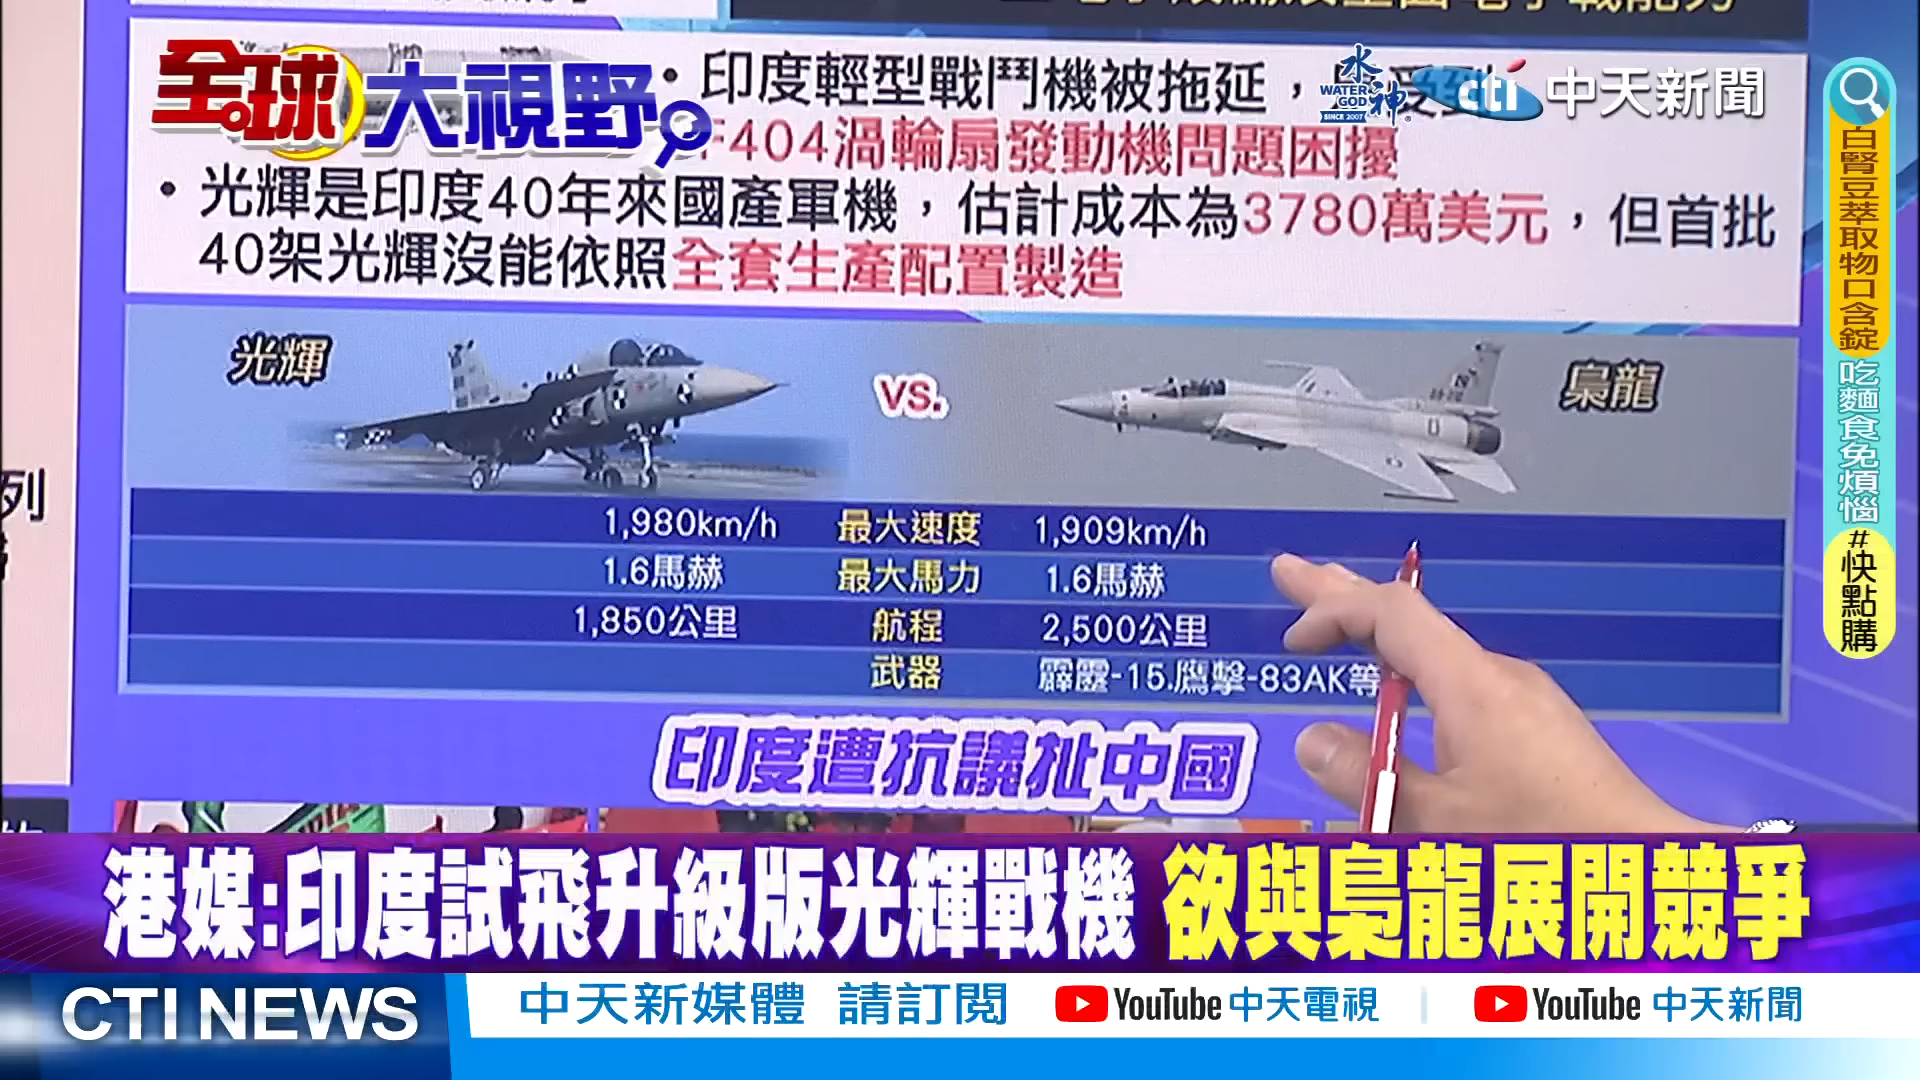 全球大視野
印度輕型戰鬥機被拖延，
F404渦輪扇發動機問題困擾
• 光輝是印度40年來國產軍機，估計成本為3780萬美元，但首批
40架光輝沒能依照全套生產配置製造
水神
WATER GOD
SINCE 2007
cti 中天新聞
白腎豆萃取物口含錠
吃麵食免煩惱
#快點購
列
光輝 VS. 梟龍
1,980km/h 最大速度 1,909km/h
1.6馬赫 最大馬力 1.6馬赫
1,850公里 航程 2,500公里
武器 霹靂-15.鷹擊-83AK等
印度遭抗議扯中國
港媒:印度試飛升級版光輝戰機 欲與梟龍展開競爭
CTI NEWS
中天新媒體 請訂閱 YouTube 中天電視 | YouTube 中天新聞